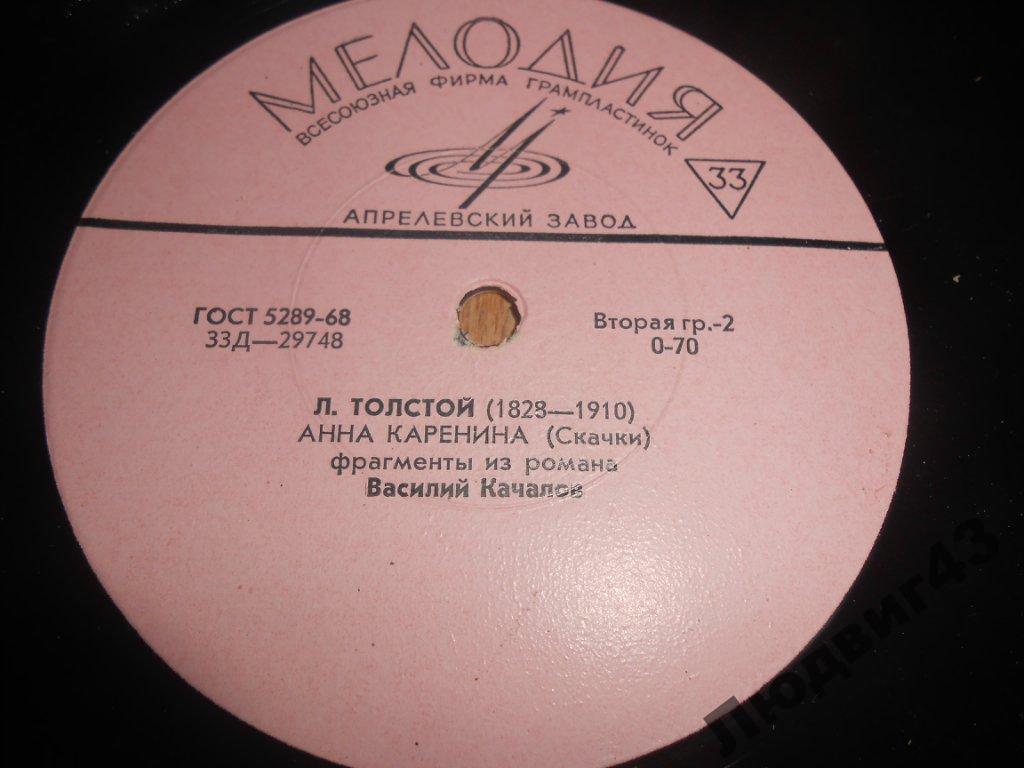 МЕЛОДИЯ
ВСЕСОЮЗНАЯ ФИРМА ГРАМПЛАСТИНОК
33
АПРЕЛЕВСКИЙ ЗАВОД
ГОСТ 5289-68
33Д—29748
Вторая гр.-2
0-70
Л. ТОЛСТОЙ (1828—1910)
АННА КАРЕНИНА (Скачки)
фрагменты из романа
Василий Качалов
Людвиг43